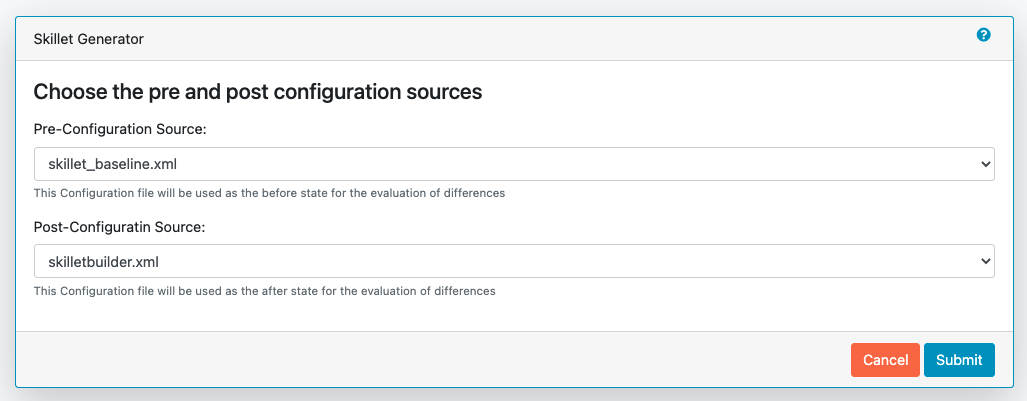 Skillet Generator
?
Choose the pre and post configuration sources
Pre-Configuration Source:
skillet_baseline.xml
This Configuration file will be used as the before state for the evaluation of differences
Post-Configuratin Source:
skilletbuilder.xml
This Configuration file will be used as the after state for the evaluation of differences
Cancel Submit